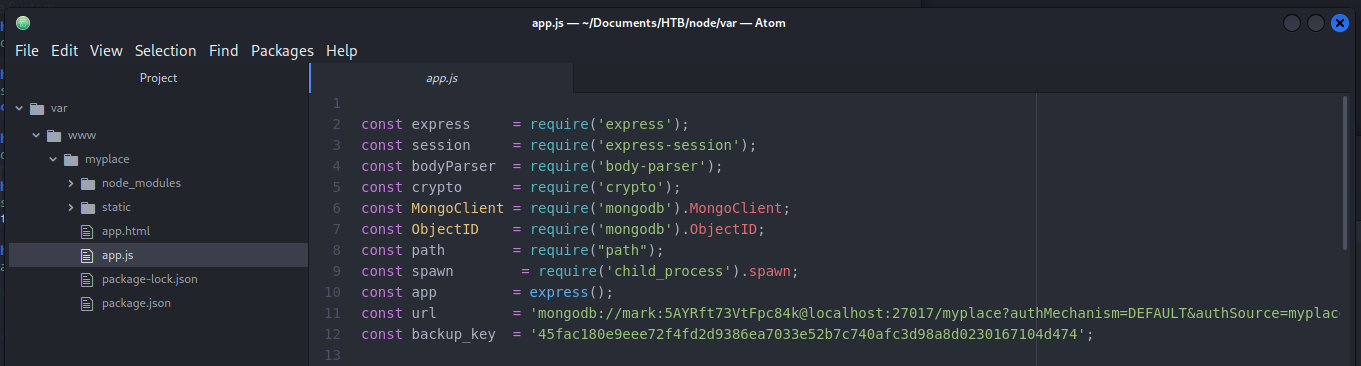 app.js — ~/Documents/HTB/node/var — Atom
File Edit View Selection Find Packages Help
Project
app.js
var
www
myplace
node_modules
static
app.html
app.js
package-lock.json
package.json
1
2 const express     = require('express');
3 const session     = require('express-session');
4 const bodyParser  = require('body-parser');
5 const crypto      = require('crypto');
6 const MongoClient = require('mongodb').MongoClient;
7 const ObjectID    = require('mongodb').ObjectID;
8 const path        = require("path");
9 const spawn        = require('child_process').spawn;
10 const app         = express();
11 const url         = 'mongodb://mark:5AYRft73VtFpc84k@localhost:27017/myplace?authMechanism=DEFAULT&authSource=myplac
12 const backup_key  = '45fac180e9eee72f4fd2d9386ea7033e52b7c740afc3d98a8d0230167104d474';
13